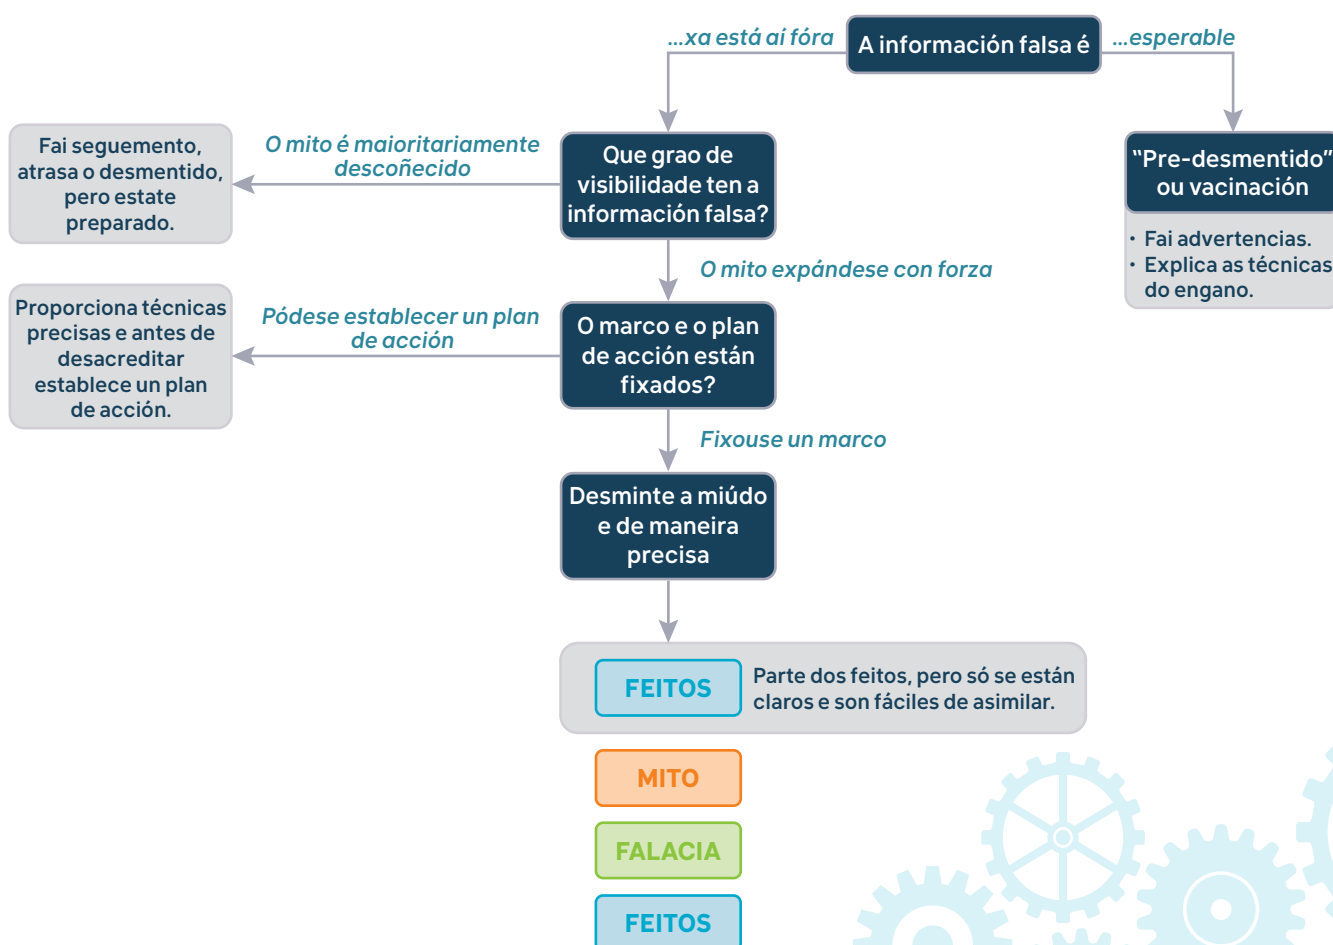 ...xa está aí fóra
A información falsa é
...esperable
Fai seguemento,
atrasa o desmentido,
pero estate
preparado.
O mito é maioritariamente
descoñecido
Que grao de
visibilidade ten a
información falsa?
"Pre-desmentido"
ou vacinación
· Fai advertencias.
· Explica as técnicas
do engano.
O mito expándese con forza
Proporciona técnicas
precisas e antes de
desacreditar
establece un plan
de acción.
Pódese establecer un plan
de acción
O marco e o plan
de acción están
fixados?
Fixouse un marco
Desminte a miúdo
e de maneira
precisa
FEITOS
Parte dos feitos, pero só se están
claros e son fáciles de asimilar.
MITO
FALACIA
FEITOS